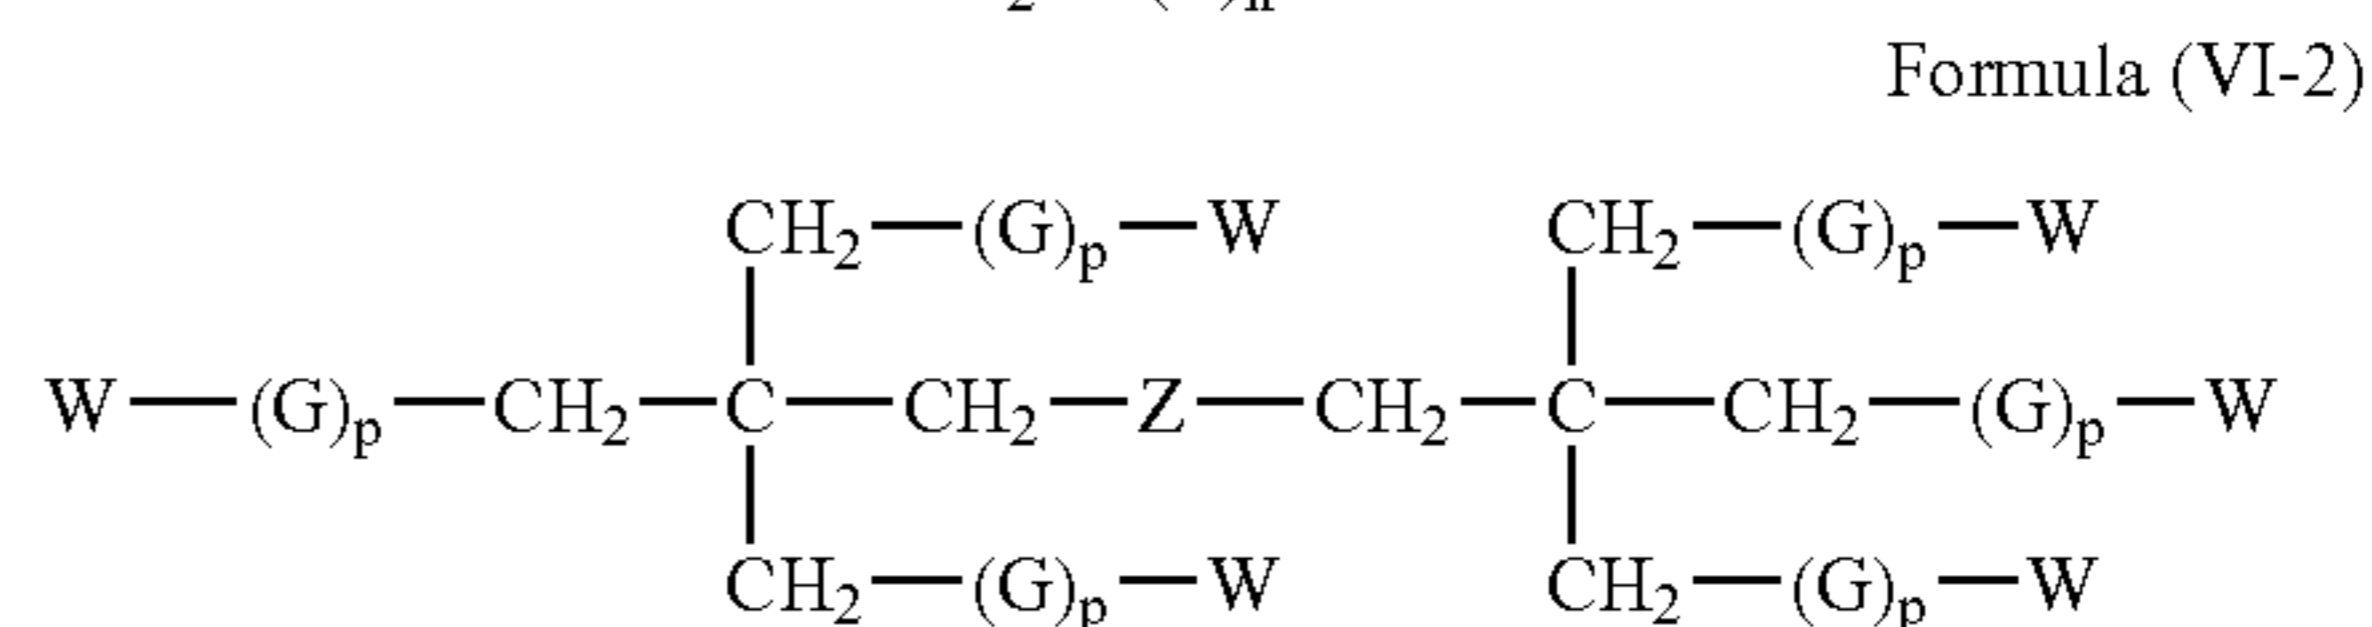 Formula (VI-2)
CH₂—(G)ₚ—W CH₂—(G)ₚ—W
W—(G)ₚ—CH₂—C—CH₂—Z—CH₂—C—CH₂—(G)ₚ—W
CH₂—(G)ₚ—W CH₂—(G)ₚ—W